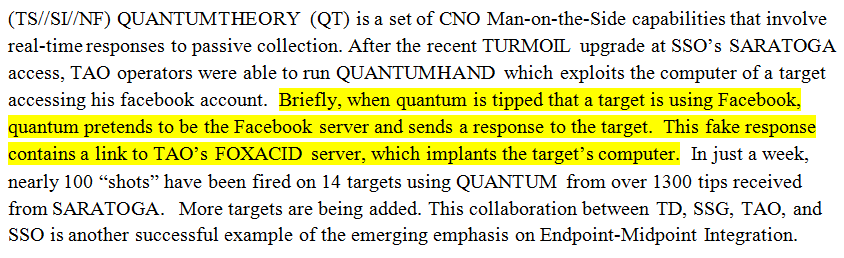 (TS//SI//NF) QUANTUMTHEORY (QT) is a set of CNO Man-on-the-Side capabilities that involve
real-time responses to passive collection. After the recent TURMOIL upgrade at SSO's SARATOGA
access, TAO operators were able to run QUANTUMHAND which exploits the computer of a target
accessing his facebook account. Briefly, when quantum is tipped that a target is using Facebook,
quantum pretends to be the Facebook server and sends a response to the target. This fake response
contains a link to TAO's FOXACID server, which implants the target's computer. In just a week,
nearly 100 “shots” have been fired on 14 targets using QUANTUM from over 1300 tips received
from SARATOGA. More targets are being added. This collaboration between TD, SSG, TAO, and
SSO is another successful example of the emerging emphasis on Endpoint-Midpoint Integration.